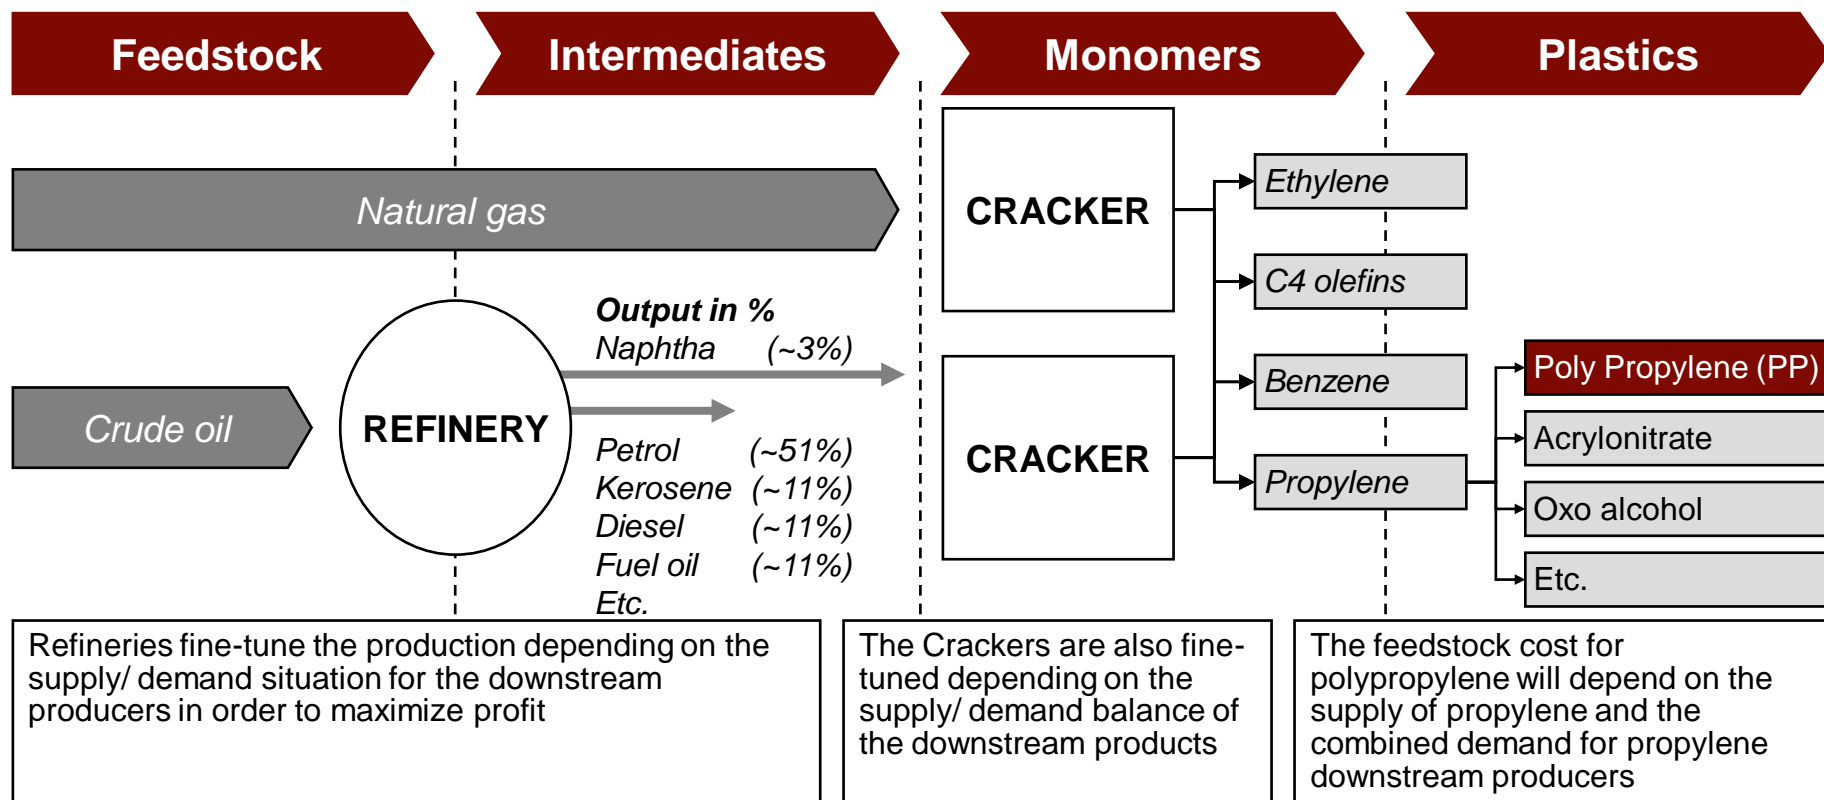 Feedstock
Intermediates
Monomers
Plastics
Natural gas
CRACKER
Ethylene
C4 olefins
Output in %
Naphtha (~3%)
Crude oil
REFINERY
Petrol (~51%)
Kerosene (~11%)
Diesel (~11%)
Fuel oil (~11%)
Etc.
CRACKER
Benzene
Propylene
Poly Propylene (PP)
Acrylonitrate
Oxo alcohol
Etc.
Refineries fine-tune the production depending on the
supply/ demand situation for the downstream
producers in order to maximize profit
The Crackers are also fine-
tuned depending on the
supply/ demand balance of
the downstream products
The feedstock cost for
polypropylene will depend on the
supply of propylene and the
combined demand for propylene
downstream producers